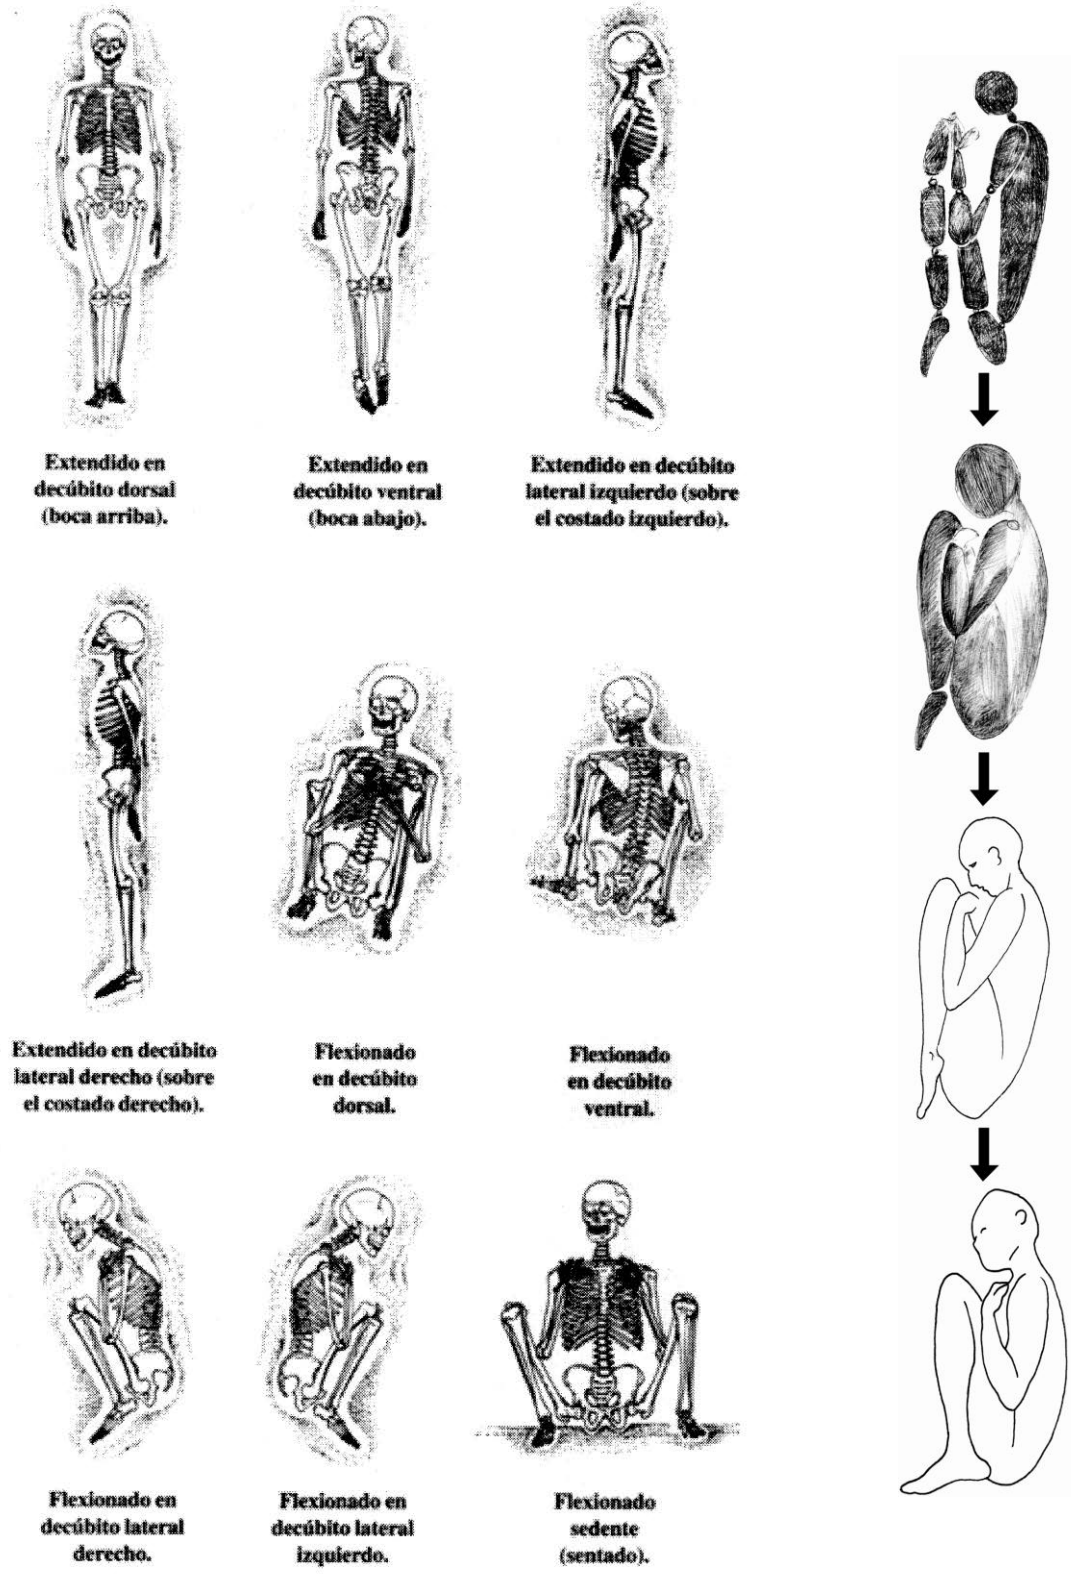 Extendido en
decúbito dorsal
(boca arriba).
Extendido en
decúbito ventral
(boca abajo).
Extendido en decúbito
lateral izquierdo (sobre
el costado izquierdo).
Extendido en decúbito
lateral derecho (sobre
el costado derecho).
Flexionado
en decúbito
dorsal.
Flexionado
en decúbito
ventral.
Flexionado en
decúbito lateral
derecho.
Flexionado en
decúbito lateral
izquierdo.
Flexionado
sedente
(sentado).